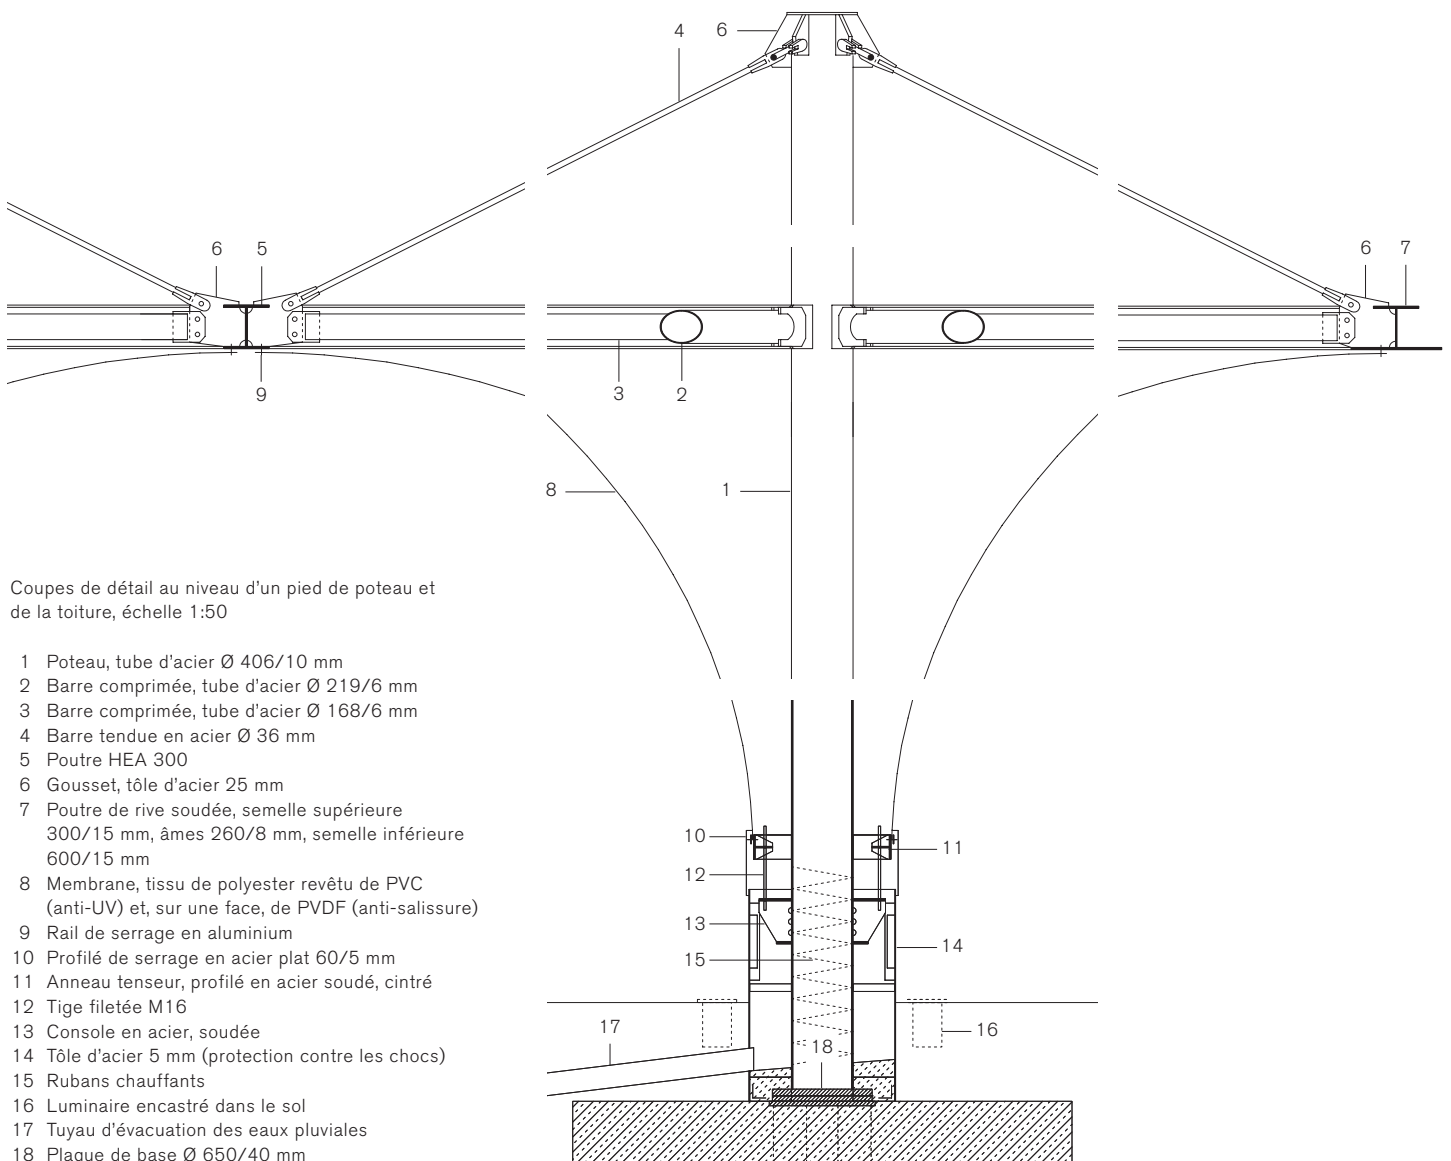 4
6
6
5
6
7
9
3
2
8
1
Coupes de détail au niveau d'un pied de poteau et
de la toiture, échelle 1:50
1 Poteau, tube d'acier Ø 406/10 mm
2 Barre comprimée, tube d'acier Ø 219/6 mm
3 Barre comprimée, tube d'acier Ø 168/6 mm
4 Barre tendue en acier Ø 36 mm
5 Poutre HEA 300
6 Gousset, tôle d'acier 25 mm
7 Poutre de rive soudée, semelle supérieure
300/15 mm, âmes 260/8 mm, semelle inférieure
600/15 mm
8 Membrane, tissu de polyester revêtu de PVC
(anti-UV) et, sur une face, de PVDF (anti-salissure)
9 Rail de serrage en aluminium
10 Profilé de serrage en acier plat 60/5 mm
11 Anneau tenseur, profilé en acier soudé, cintré
12 Tige filetée M16
13 Console en acier, soudée
14 Tôle d'acier 5 mm (protection contre les chocs)
15 Rubans chauffants
16 Luminaire encastré dans le sol
17 Tuyau d'évacuation des eaux pluviales
18 Plaque de base Ø 650/40 mm
10
11
12
13
14
15
17
16
18